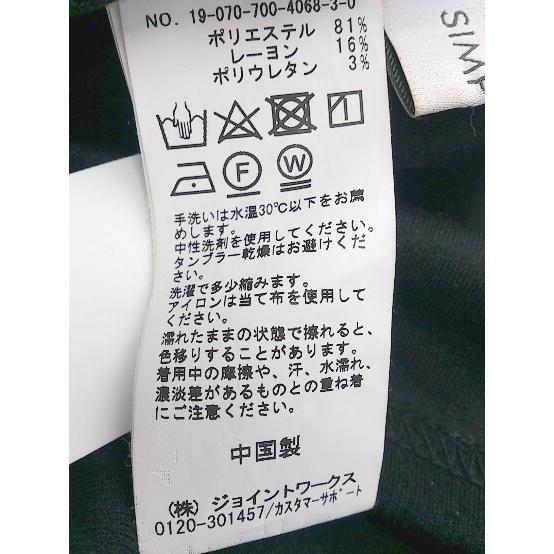 NO. 19-070-700-4068-3-0
ポリエステル 81%
レーヨン 16%
ポリウレタン 3%
SIMP
F W
手洗いは水温30℃以下をお薦
めします。
中性洗剤を使用してください。
タンブラー乾燥はお避けくだ
さい。
洗濯で多少縮みます。
アイロンは当て布を使用して
ください。
濡れたままの状態で擦れると、
色移りすることがあります。
着用中の摩擦や、汗、水濡れ、
濃淡差があるものとの重ね着
にご注意ください。
中国製
(株) ジョイントワークス
0120-301457/カスタマーサポート